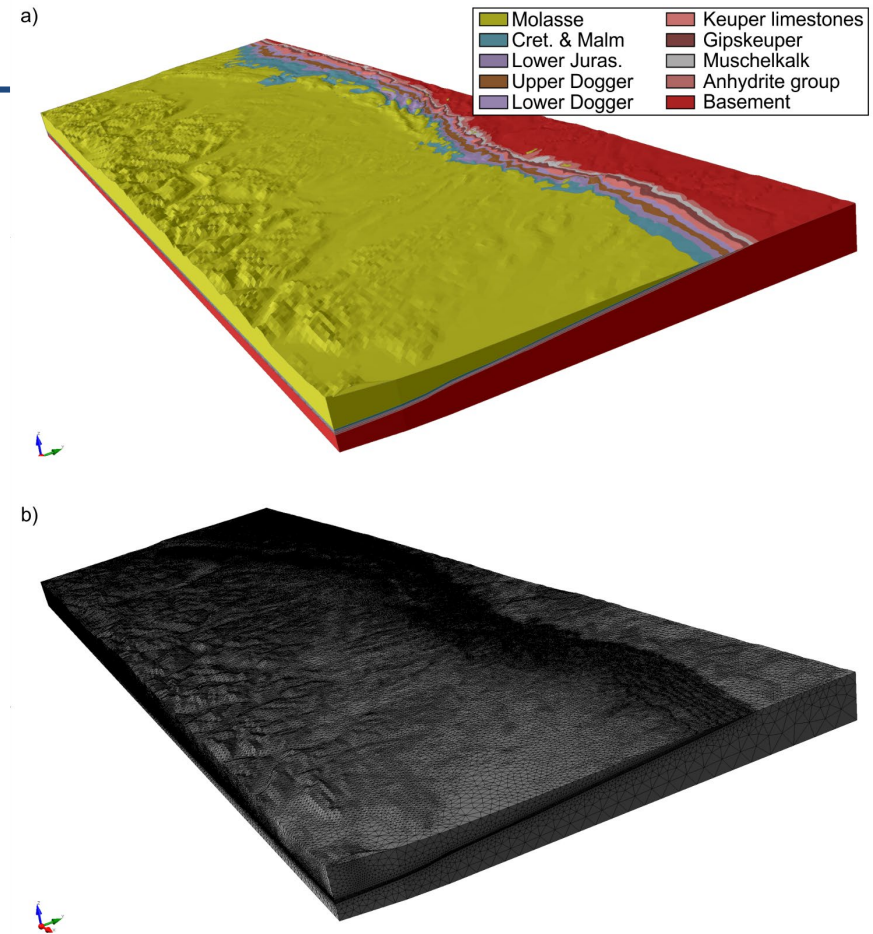 a)
Molasse
Cret. & Malm
Lower Juras.
Upper Dogger
Lower Dogger
Keuper limestones
Gipskeuper
Muschelkalk
Anhydrite group
Basement
b)